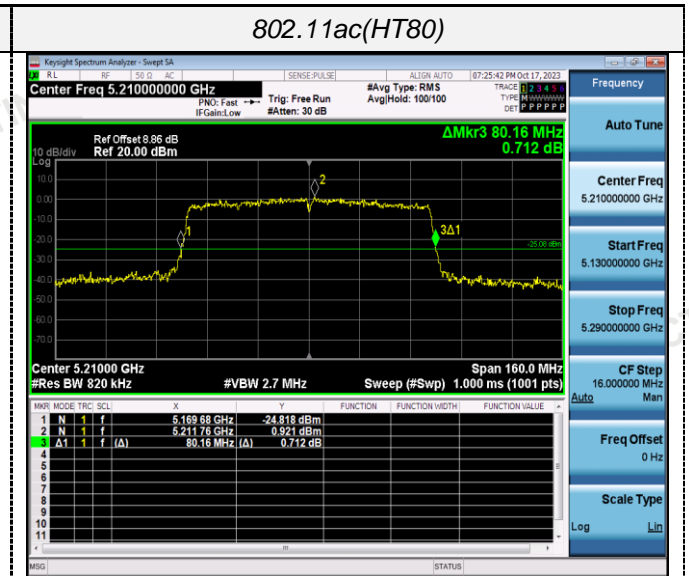 802.11ac(HT80)
Keysight Spectrum Analyzer - Swept SA
LXI RL RF 50 Ω AC SENSE:PULSE ALIGN AUTO 07:25:42 PM Oct 17, 2023
Center Freq 5.210000000 GHz #Avg Type: RMS TRACE 1 2 3 4 5 6
PNO: Fast Trig: Free Run Avg|Hold: 100/100 TYPE MWWWWW
IFGain:Low #Atten: 30 dB DET P P P P P P
Ref Offset 8.86 dB ΔMkr3 80.16 MHz
10 dB/div Ref 20.00 dBm 0.712 dB
Log
10.0
0.00
-10.0
-20.0
-30.0
-40.0
-50.0
-60.0
-70.0
2
1
3Δ1
-25.08 dBm
Center 5.21000 GHz Span 160.0 MHz
#Res BW 820 kHz #VBW 2.7 MHz Sweep (#Swp) 1.000 ms (1001 pts)
MKR MODE TRC SCL X Y FUNCTION FUNCTION WIDTH FUNCTION VALUE
1 N 1 f 5.169 68 GHz -24.818 dBm
2 N 1 f 5.211 76 GHz 0.921 dBm
3 Δ1 1 f (Δ) 80.16 MHz (Δ) 0.712 dB
4
5
6
7
8
9
10
11
MSG STATUS
Frequency
Auto Tune
Center Freq
5.210000000 GHz
Start Freq
5.130000000 GHz
Stop Freq
5.290000000 GHz
CF Step
16.000000 MHz
Auto Man
Freq Offset
0 Hz
Scale Type
Log Lin